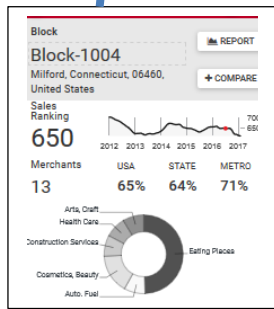 Block
REPORT
Block-1004
Milford, Connecticut, 06460,
United States
+ COMPARE
Sales
Ranking
650
700
650
2012 2013 2014 2015 2016 2017
Merchants
USA STATE METRO
13
65% 64% 71%
Arts, Craft
Health Care
Construction Services
Eating Places
Cosmetics, Beauty
Auto. Fuel